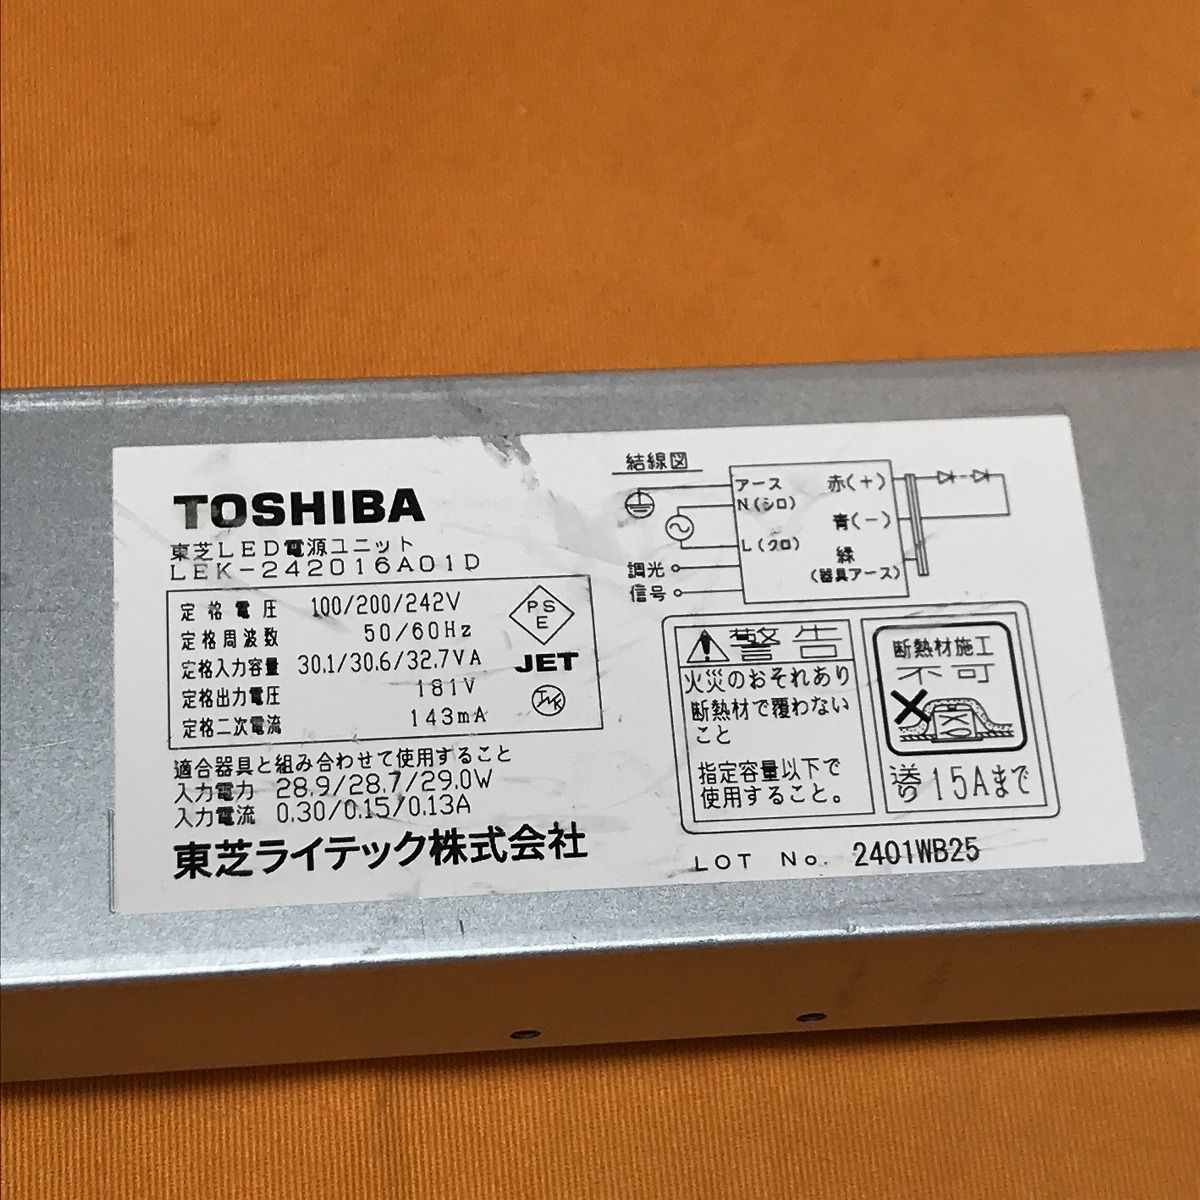 TOSHIBA
東芝LED電源ユニット
LEK-242016A01D
定格電圧 100/200/242V
定格周波数 50/60Hz
定格入力容量 30.1/30.6/32.7VA
定格出力電圧 181V
定格二次電流 143mA
PS
E
JET
適合器具と組み合わせて使用すること
入力電力 28.9/28.7/29.0W
入力電流 0.30/0.15/0.13A
東芝ライテック株式会社
結線図
アース
N(シロ)
L(クロ)
調光
信号
赤(+)
青(-)
緑
(器具アース)
警告
火災のおそれあり
断熱材で覆わない
こと
指定容量以下で
使用すること。
断熱材施工
不可
送り15Aまで
LOT No. 2401WB25